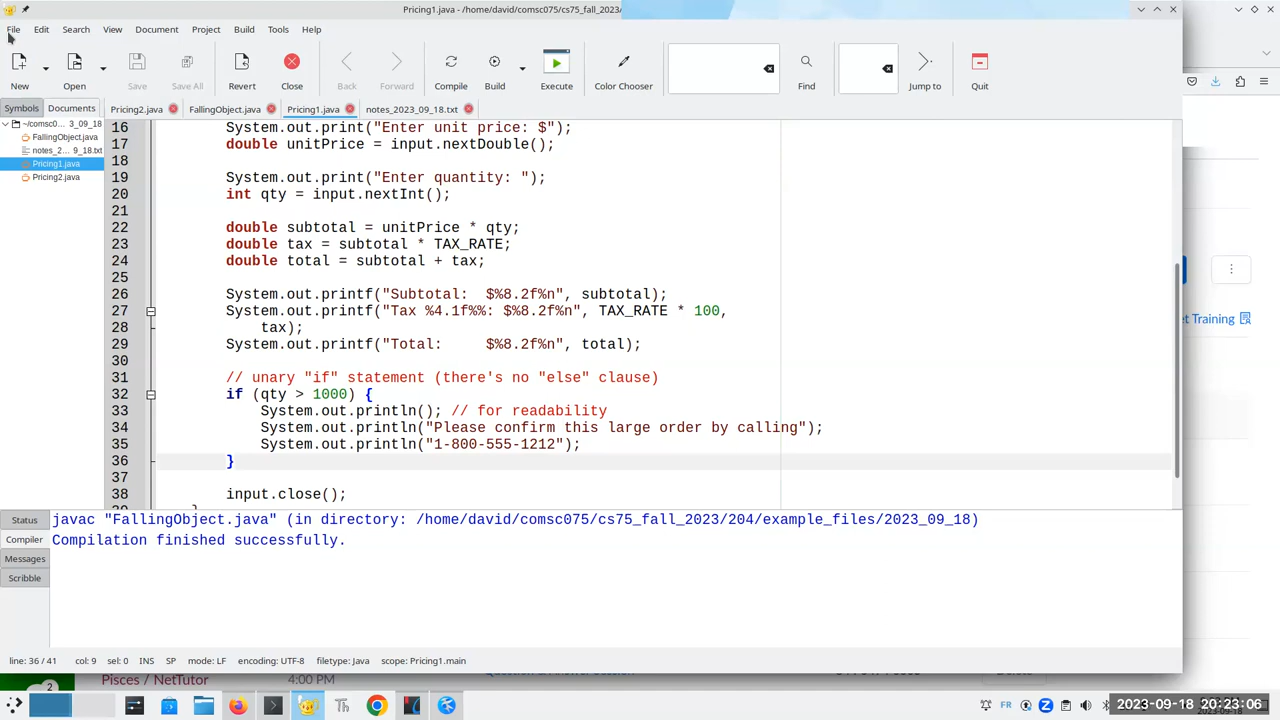 Pricing1.java - /home/david/comsc075/cs75_fall_2023/
File Edit Search View Document Project Build Tools Help
New Open Save Save All Revert Close Back Forward Compile Build Execute Color Chooser Find Jump to Quit
Symbols Documents Pricing2.java FallingObject.java Pricing1.java notes_2023_09_18.txt
~/comsc0... 3_09_18
FallingObject.java
notes_2... 9_18.txt
Pricing1.java
Pricing2.java
16 System.out.print("Enter unit price: $");
17 double unitPrice = input.nextDouble();
18
19 System.out.print("Enter quantity: ");
20 int qty = input.nextInt();
21
22 double subtotal = unitPrice * qty;
23 double tax = subtotal * TAX_RATE;
24 double total = subtotal + tax;
25
26 System.out.printf("Subtotal:  $%8.2f%n", subtotal);
27 System.out.printf("Tax %4.1f%%: $%8.2f%n", TAX_RATE * 100,
28 tax);
29 System.out.printf("Total:     $%8.2f%n", total);
30
31 // unary "if" statement (there's no "else" clause)
32 if (qty > 1000) {
33 System.out.println(); // for readability
34 System.out.println("Please confirm this large order by calling");
35 System.out.println("1-800-555-1212");
36 }
37
38 input.close();
et Training
Status
Compiler
Messages
Scribble
javac "FallingObject.java" (in directory: /home/david/comsc075/cs75_fall_2023/204/example_files/2023_09_18)
Compilation finished successfully.
line: 36 / 41 col: 9 sel: 0 INS SP mode: LF encoding: UTF-8 filetype: Java scope: Pricing1.main
2
Pisces / NetTutor 4:00 PM
Th
FR
Z
2023-09-18 20:23:06